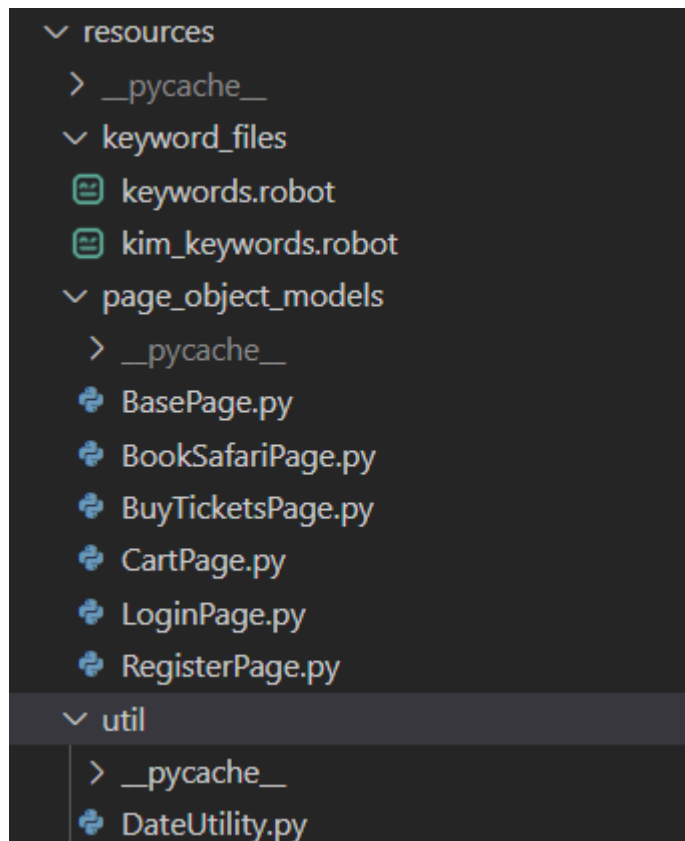 resources
__pycache__
keyword_files
keywords.robot
kim_keywords.robot
page_object_models
__pycache__
BasePage.py
BookSafariPage.py
BuyTicketsPage.py
CartPage.py
LoginPage.py
RegisterPage.py
util
__pycache__
DateUtility.py